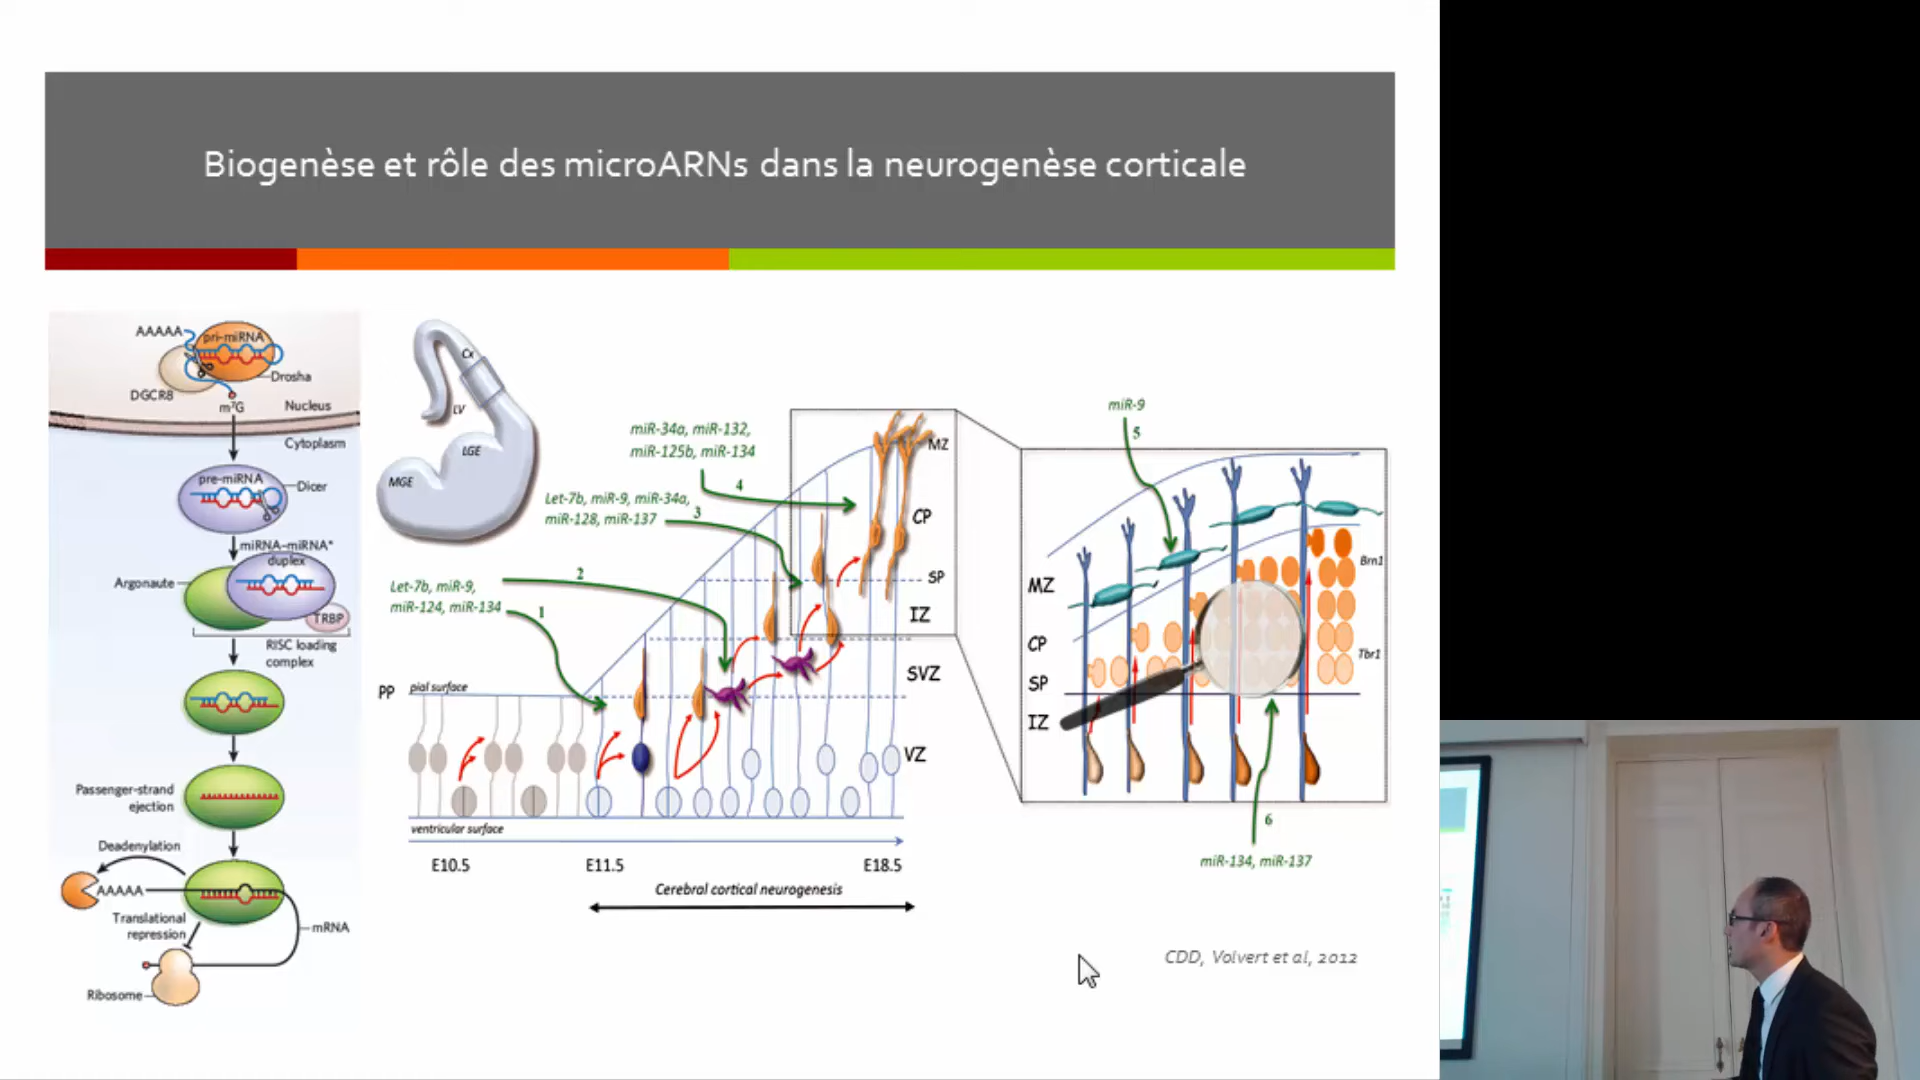 Biogenèse et rôle des microARNs dans la neurogenèse corticale
AAAAA
pri-miRNA
Drosha
DGCR8
m⁷G
Nucleus
Cytoplasm
pre-miRNA
Dicer
miRNA–miRNA*
duplex
Argonaute
TRBP
RISC loading
complex
Passenger-strand
ejection
Deadenylation
AAAAA
Translational
repression
mRNA
Ribosome
Cx
LV
LGE
MGE
miR-34a, miR-132,
miR-125b, miR-134
4
Let-7b, miR-9, miR-34a,
miR-128, miR-137
3
2
Let-7b, miR-9,
miR-124, miR-134
1
MZ
CP
SP
IZ
SVZ
VZ
PP
pial surface
ventricular surface
E10.5
E11.5
E18.5
Cerebral cortical neurogenesis
miR-9
5
MZ
CP
SP
IZ
Brn1
Tbr1
6
miR-134, miR-137
CDD, Volvert et al, 2012